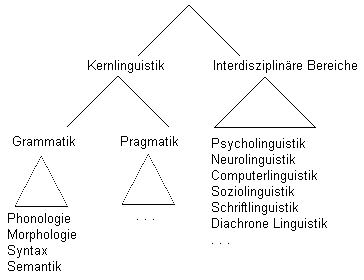 Kernlinguistik
Interdisziplinäre Bereiche
Grammatik
Pragmatik
Phonologie
Morphologie
Syntax
Semantik
. . .
Psycholinguistik
Neurolinguistik
Computerlinguistik
Soziolinguistik
Schriftlinguistik
Diachrone Linguistik
. . .